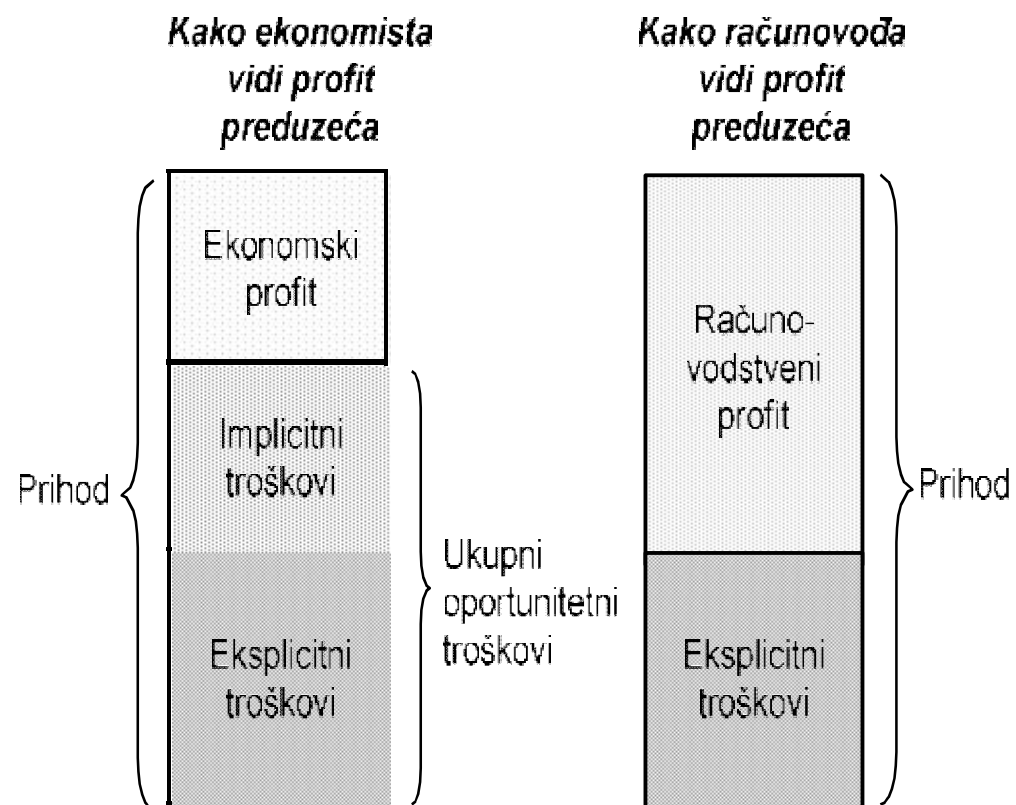 Kako ekonomista
vidi profit
preduzeća
Kako računovođa
vidi profit
preduzeća
Prihod
Ekonomski
profit
Implicitni
troškovi
Eksplicitni
troškovi
Ukupni
oportunitetni
troškovi
Računo-
vodstveni
profit
Eksplicitni
troškovi
Prihod